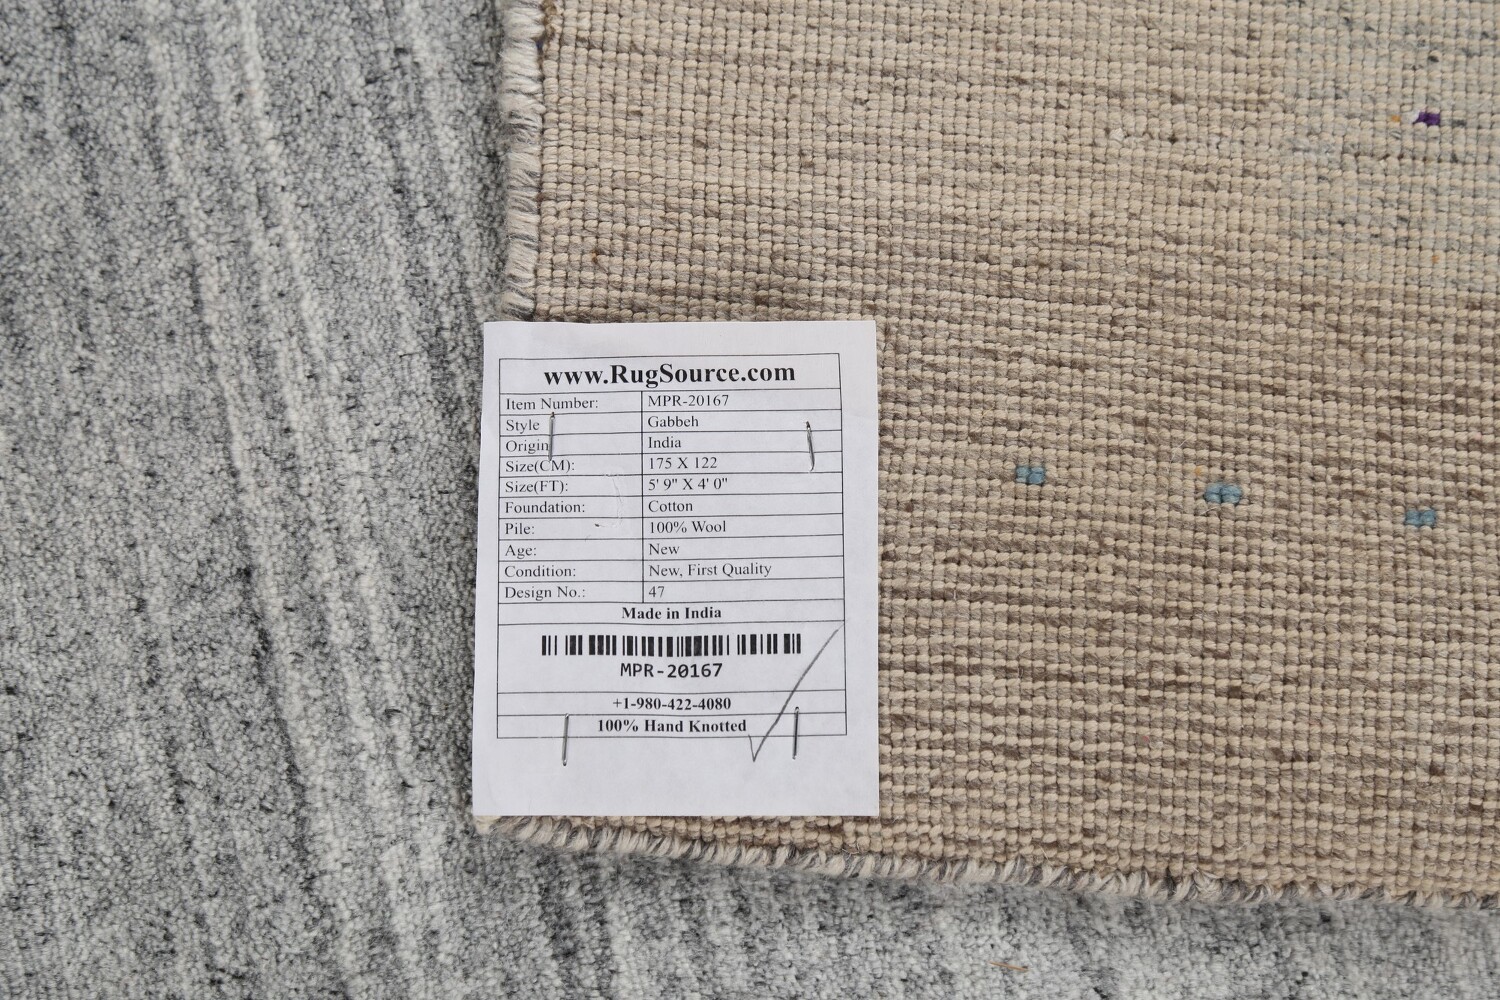 www.RugSource.com
Item Number: MPR-20167
Style Gabbeh
Origin India
Size(CM): 175 X 122
Size(FT): 5' 9" X 4' 0"
Foundation: Cotton
Pile: 100% Wool
Age: New
Condition: New, First Quality
Design No.: 47
Made in India
MPR-20167
+1-980-422-4080
100% Hand Knotted